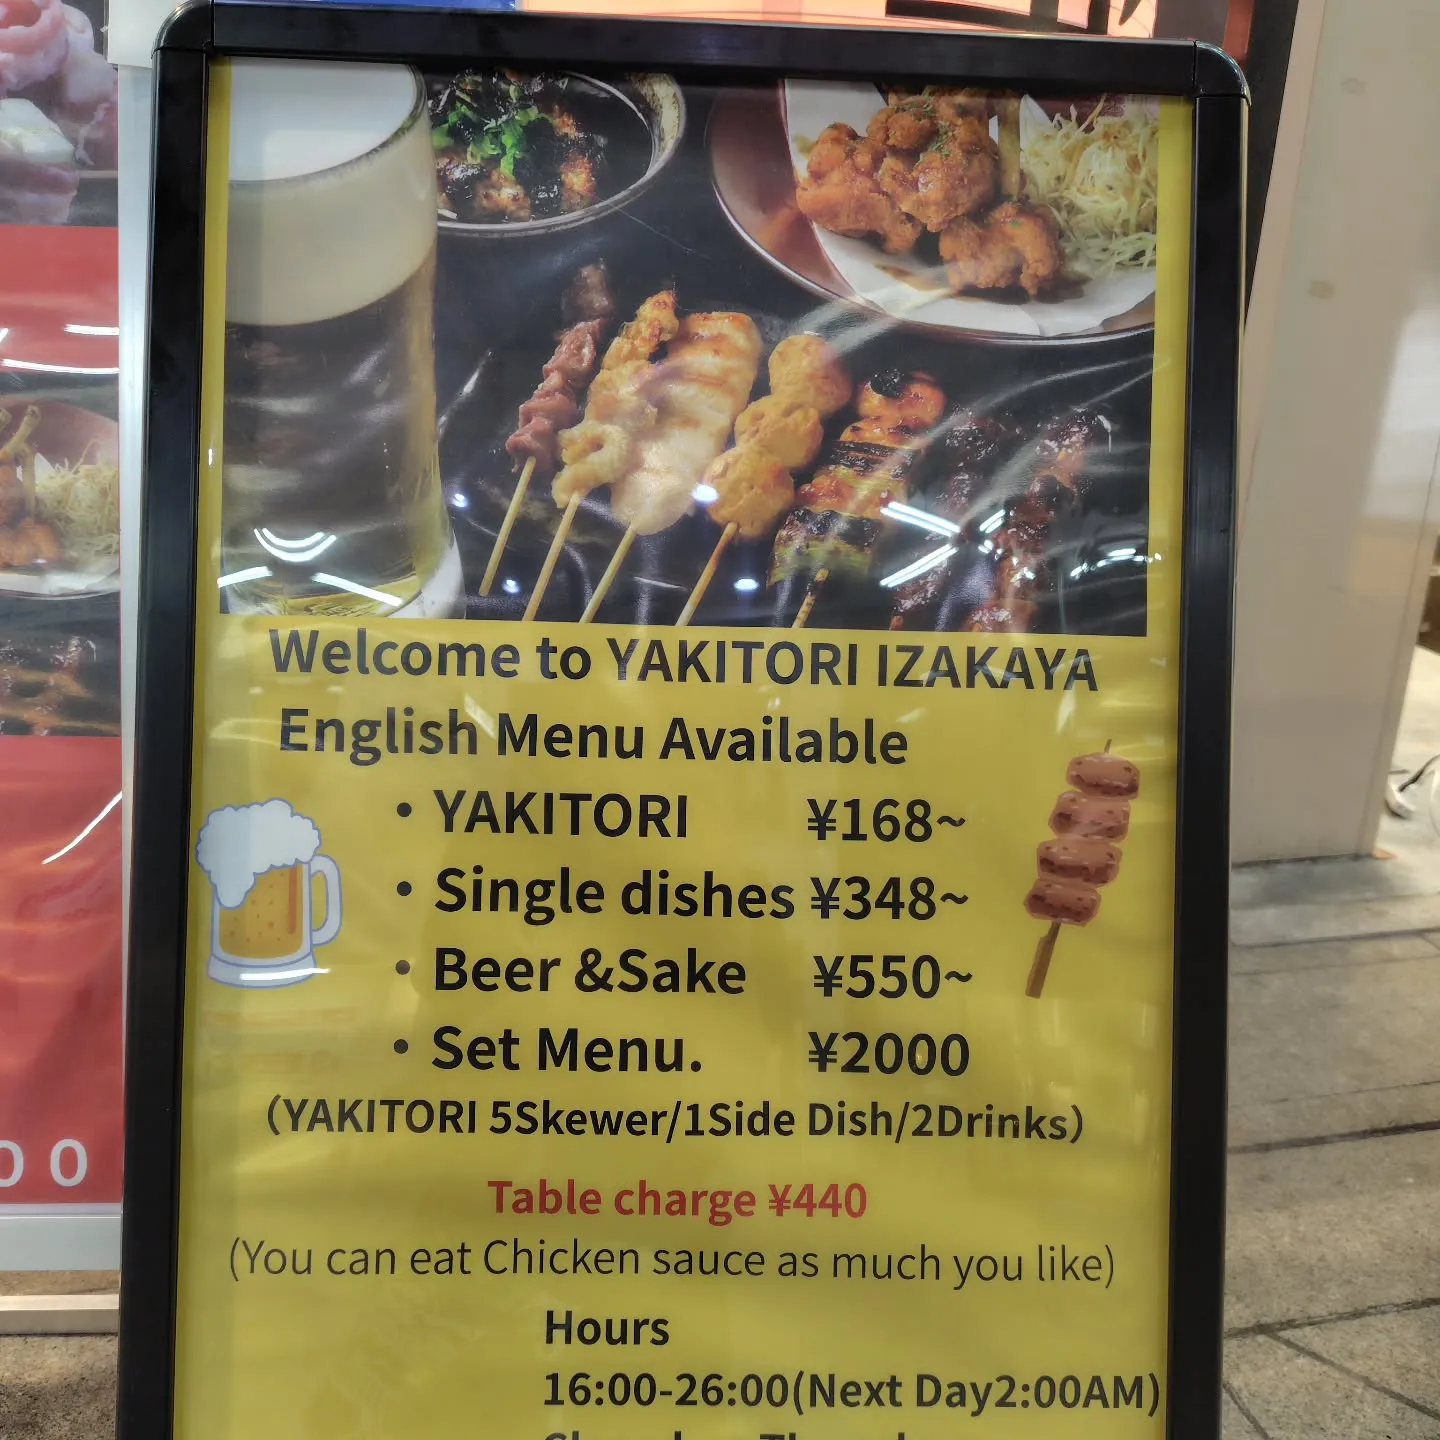 Welcome to YAKITORI IZAKAYA
English Menu Available
・YAKITORI ¥168~
・Single dishes ¥348~
・Beer &Sake ¥550~
・Set Menu. ¥2000
(YAKITORI 5Skewer/1Side Dish/2Drinks)
Table charge ¥440
(You can eat Chicken sauce as much you like)
Hours
16:00-26:00(Next Day2:00AM)
00